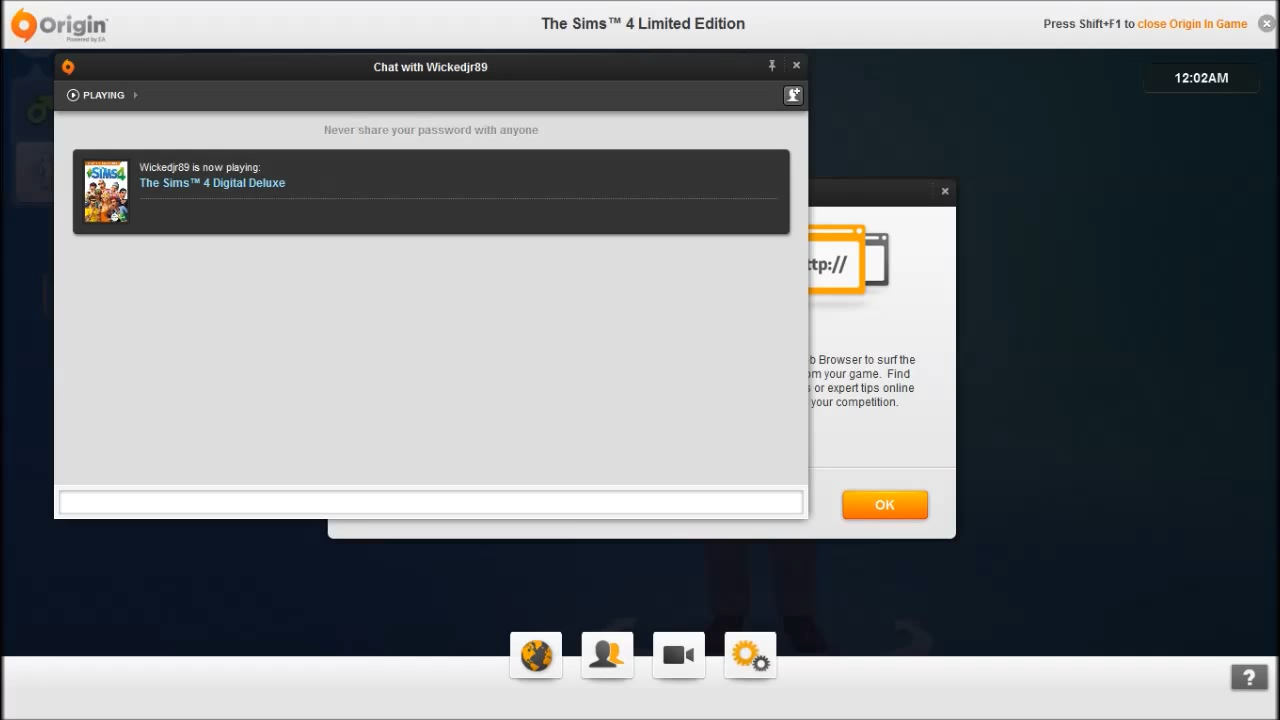 Origin
Powered by EA
The Sims™ 4 Limited Edition
Press Shift+F1 to close Origin In Game
12:02AM
Chat with Wickedjr89
PLAYING
Never share your password with anyone
Wickedjr89 is now playing:
The Sims™ 4 Digital Deluxe
SIMS 4
ttp://
b Browser to surf the
om your game. Find
s or expert tips online
your competition.
OK
?